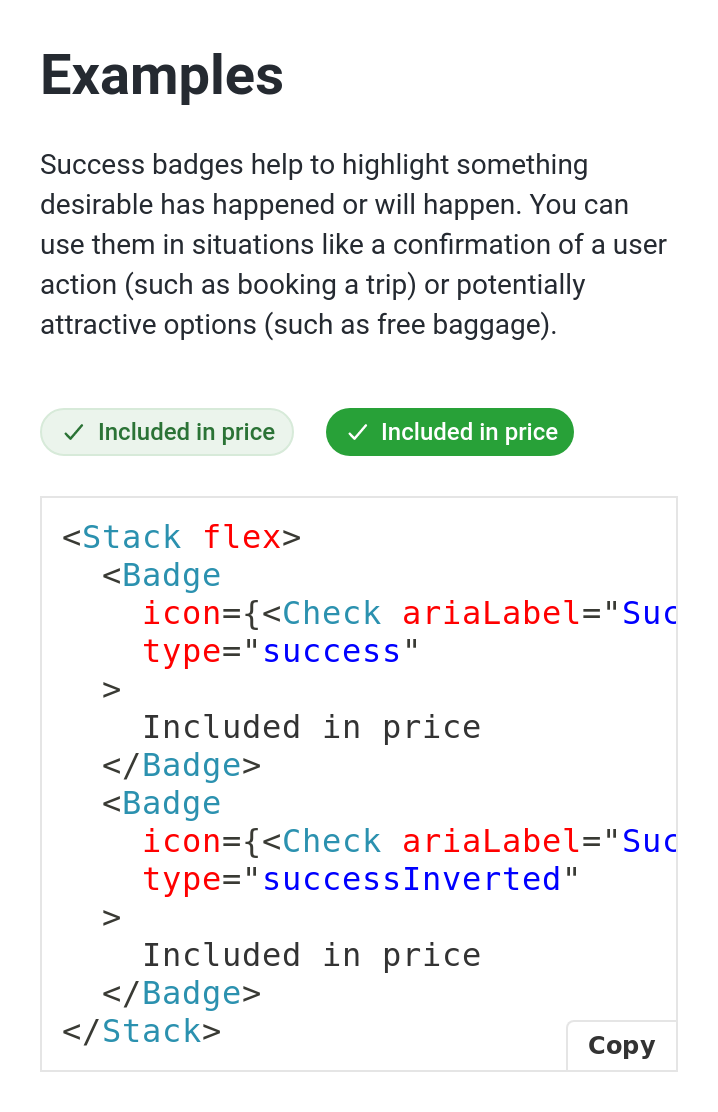 Examples
Success badges help to highlight something
desirable has happened or will happen. You can
use them in situations like a confirmation of a user
action (such as booking a trip) or potentially
attractive options (such as free baggage).
Included in price Included in price
<Stack flex>
  <Badge
    icon={<Check ariaLabel="Suc
    type="success"
  >
    Included in price
  </Badge>
  <Badge
    icon={<Check ariaLabel="Suc
    type="successInverted"
  >
    Included in price
  </Badge>
</Stack>
Copy